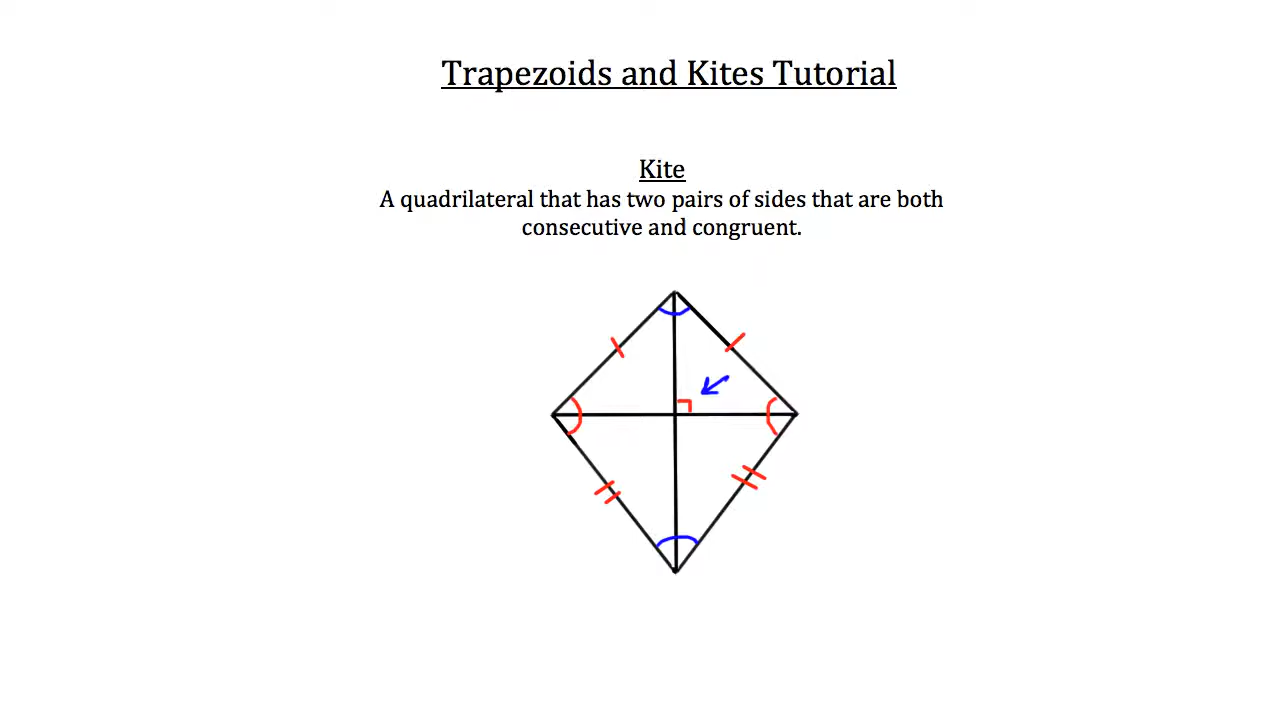 Trapezoids and Kites Tutorial
Kite
A quadrilateral that has two pairs of sides that are both
consecutive and congruent.